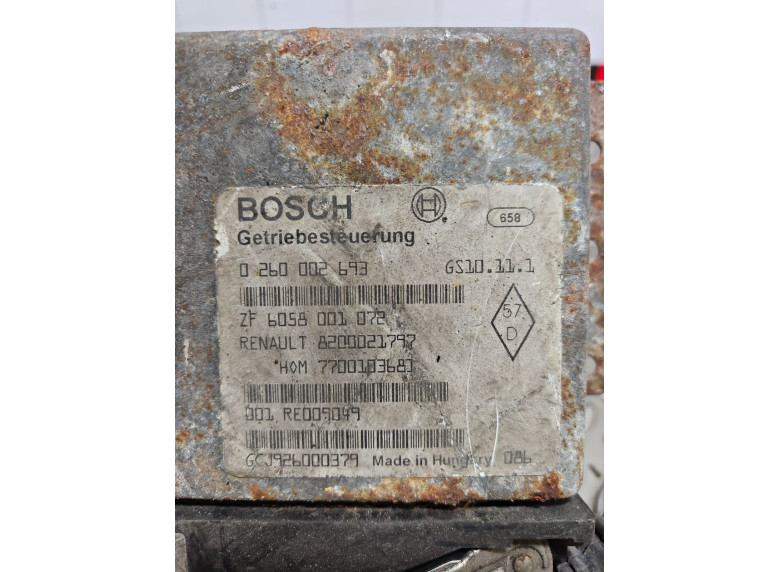 BOSCH 658
Getriebesteuerung
0 260 002 693 GS10.11.1
ZF 6058 001 072
RENAULT 8200021797
57
D
*HOM 7700103683
001 RE009049
GCJ926000379 Made in Hungary 086